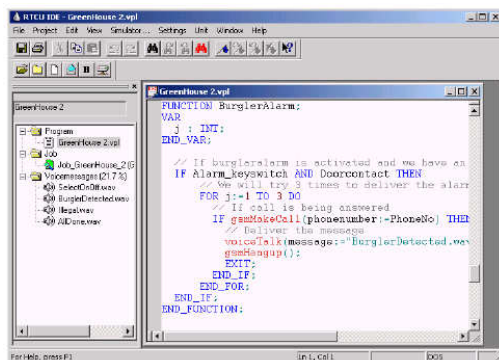 RTCU IDE - GreenHouse 2.vpl
File Project Edit View Simulator... Settings Unit Window Help
GreenHouse 2
Program
GreenHouse 2.vpl
Job
Job_GreenHouse_2 (G
Voicemessages (21.7 %)
SelectOnOff.wav
BurglerDetected.wav
Illegal.wav
AllDone.wav
GreenHouse 2.vpl
FUNCTION BurglerAlarm;
VAR
j : INT;
END_VAR;
// If burglaralarm is activated and we have an
IF Alarm_keyswitch AND Doorcontact THEN
// We will try 3 times to deliver the alar
FOR j:=1 TO 3 DO
// If call is being answered
IF gsmMakeCall(phonenumber:=PhoneNo) THEN
// Deliver the message
voiceTalk(message:="BurglerDetected.wav
gsmHangup();
EXIT;
END_IF;
END_FOR;
END_IF;
END_FUNCTION;
For Help, press F1
Ln 1, Col 1
DOS